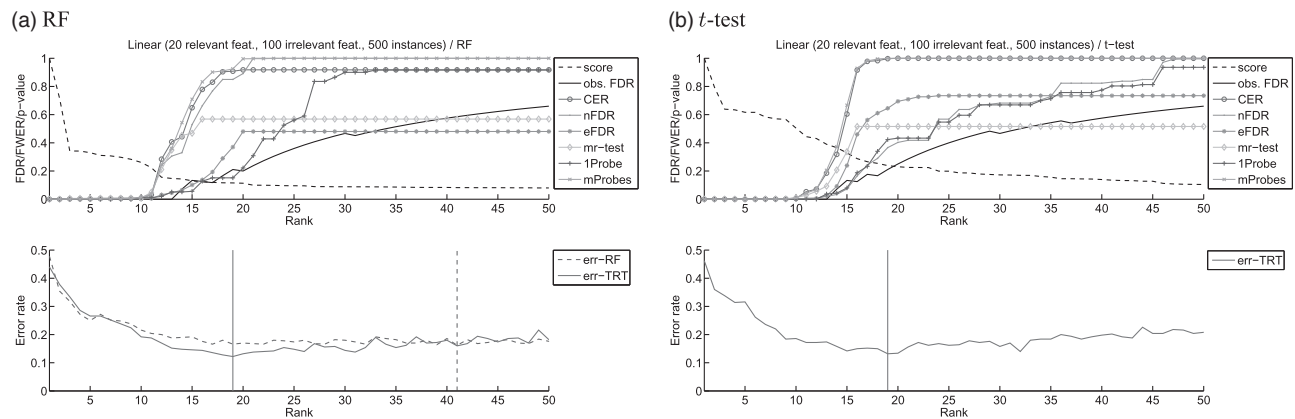 (a) RF
Linear (20 relevant feat., 100 irrelevant feat., 500 instances) / RF
FDR/FWER/p−value
1
0.8
0.6
0.4
0.2
0
5 10 15 20 25 30 35 40 45 50
Rank
score
obs. FDR
CER
nFDR
eFDR
mr−test
1Probe
mProbes
Error rate
0.5
0.4
0.3
0.2
0.1
0
5 10 15 20 25 30 35 40 45 50
Rank
err−RF
err−TRT
(b) t-test
Linear (20 relevant feat., 100 irrelevant feat., 500 instances) / t−test
FDR/FWER/p−value
1
0.8
0.6
0.4
0.2
0
5 10 15 20 25 30 35 40 45 50
Rank
score
obs. FDR
CER
nFDR
eFDR
mr−test
1Probe
mProbes
Error rate
0.5
0.4
0.3
0.2
0.1
0
5 10 15 20 25 30 35 40 45 50
Rank
err−TRT